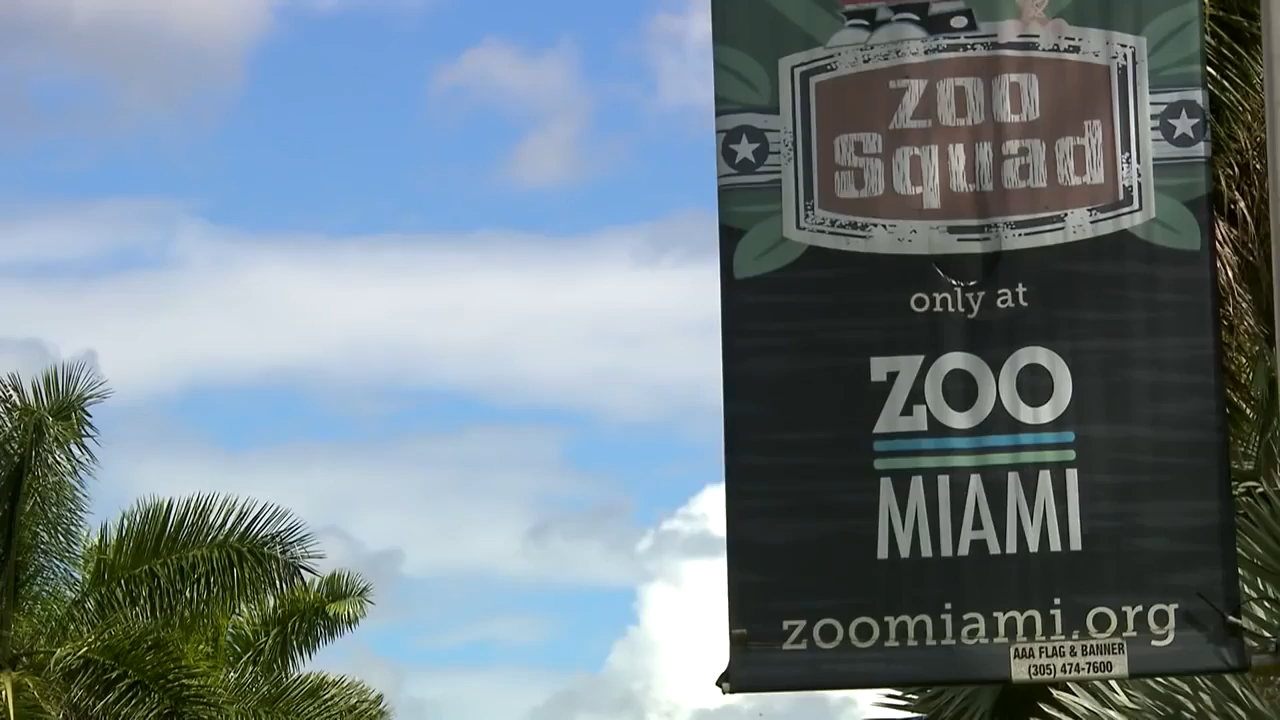 zoo
Squad
only at
ZOO
MIAMI
zoomiami.org
AAA FLAG & BANNER
(305) 474-7600